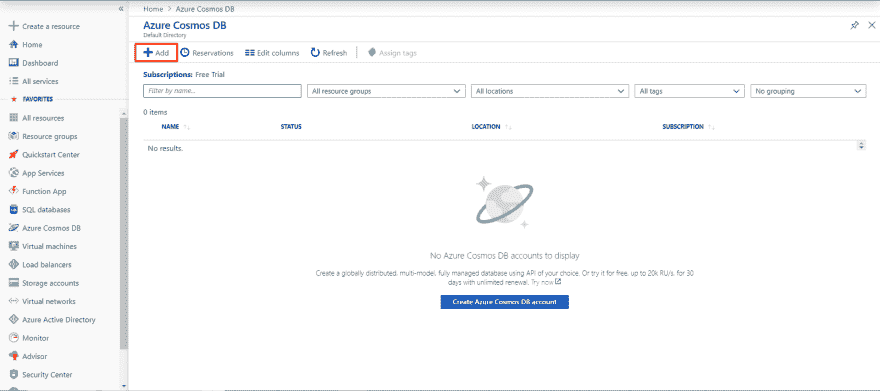 Home > Azure Cosmos DB
Azure Cosmos DB
Default Directory
Add Reservations Edit columns Refresh Assign tags
Subscriptions: Free Trial
Filter by name... All resource groups All locations All tags No grouping
0 items
NAME STATUS LOCATION SUBSCRIPTION
No results.
No Azure Cosmos DB accounts to display
Create a globally distributed, multi-model, fully managed database using API of your choice. Or try it for free, up to 20k RU/s, for 30
days with unlimited renewal. Try now
Create Azure Cosmos DB account
Create a resource
Home
Dashboard
All services
FAVORITES
All resources
Resource groups
Quickstart Center
App Services
Function App
SQL databases
Azure Cosmos DB
Virtual machines
Load balancers
Storage accounts
Virtual networks
Azure Active Directory
Monitor
Advisor
Security Center